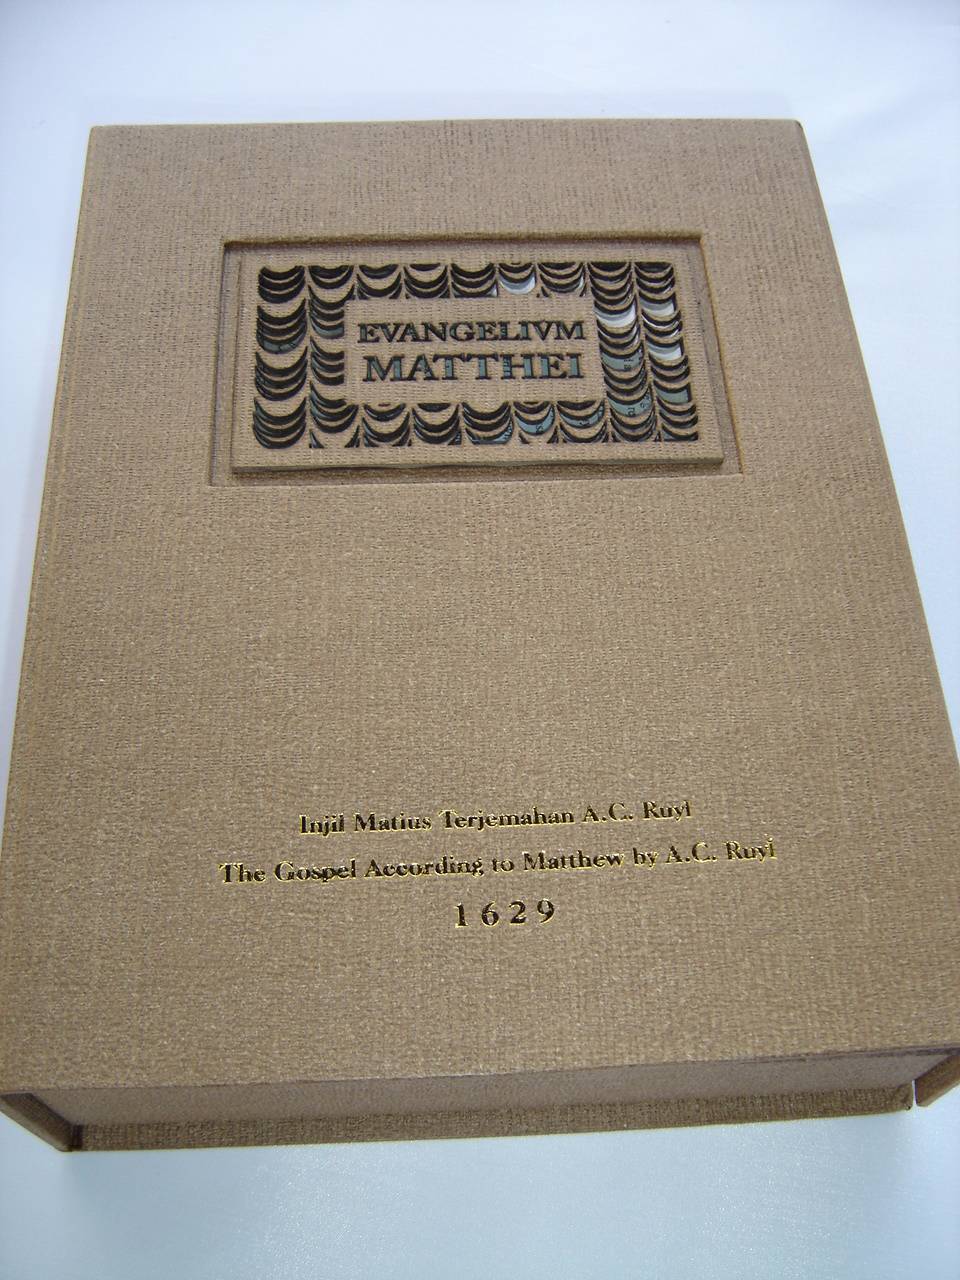 EVANGELIVM
MATTHEI
Injil Matius Terjemahan A.C. Ruyl
The Gospel According to Matthew by A.C. Ruyl
1629